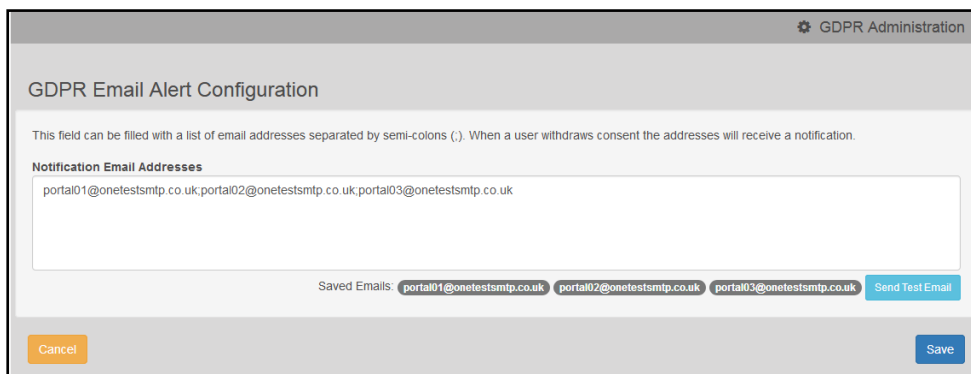 GDPR Administration
GDPR Email Alert Configuration
This field can be filled with a list of email addresses separated by semi-colons (;). When a user withdraws consent the addresses will receive a notification.
Notification Email Addresses
portal01@onetestsmtp.co.uk;portal02@onetestsmtp.co.uk;portal03@onetestsmtp.co.uk
Saved Emails: portal01@onetestsmtp.co.uk portal02@onetestsmtp.co.uk portal03@onetestsmtp.co.uk Send Test Email
Cancel Save